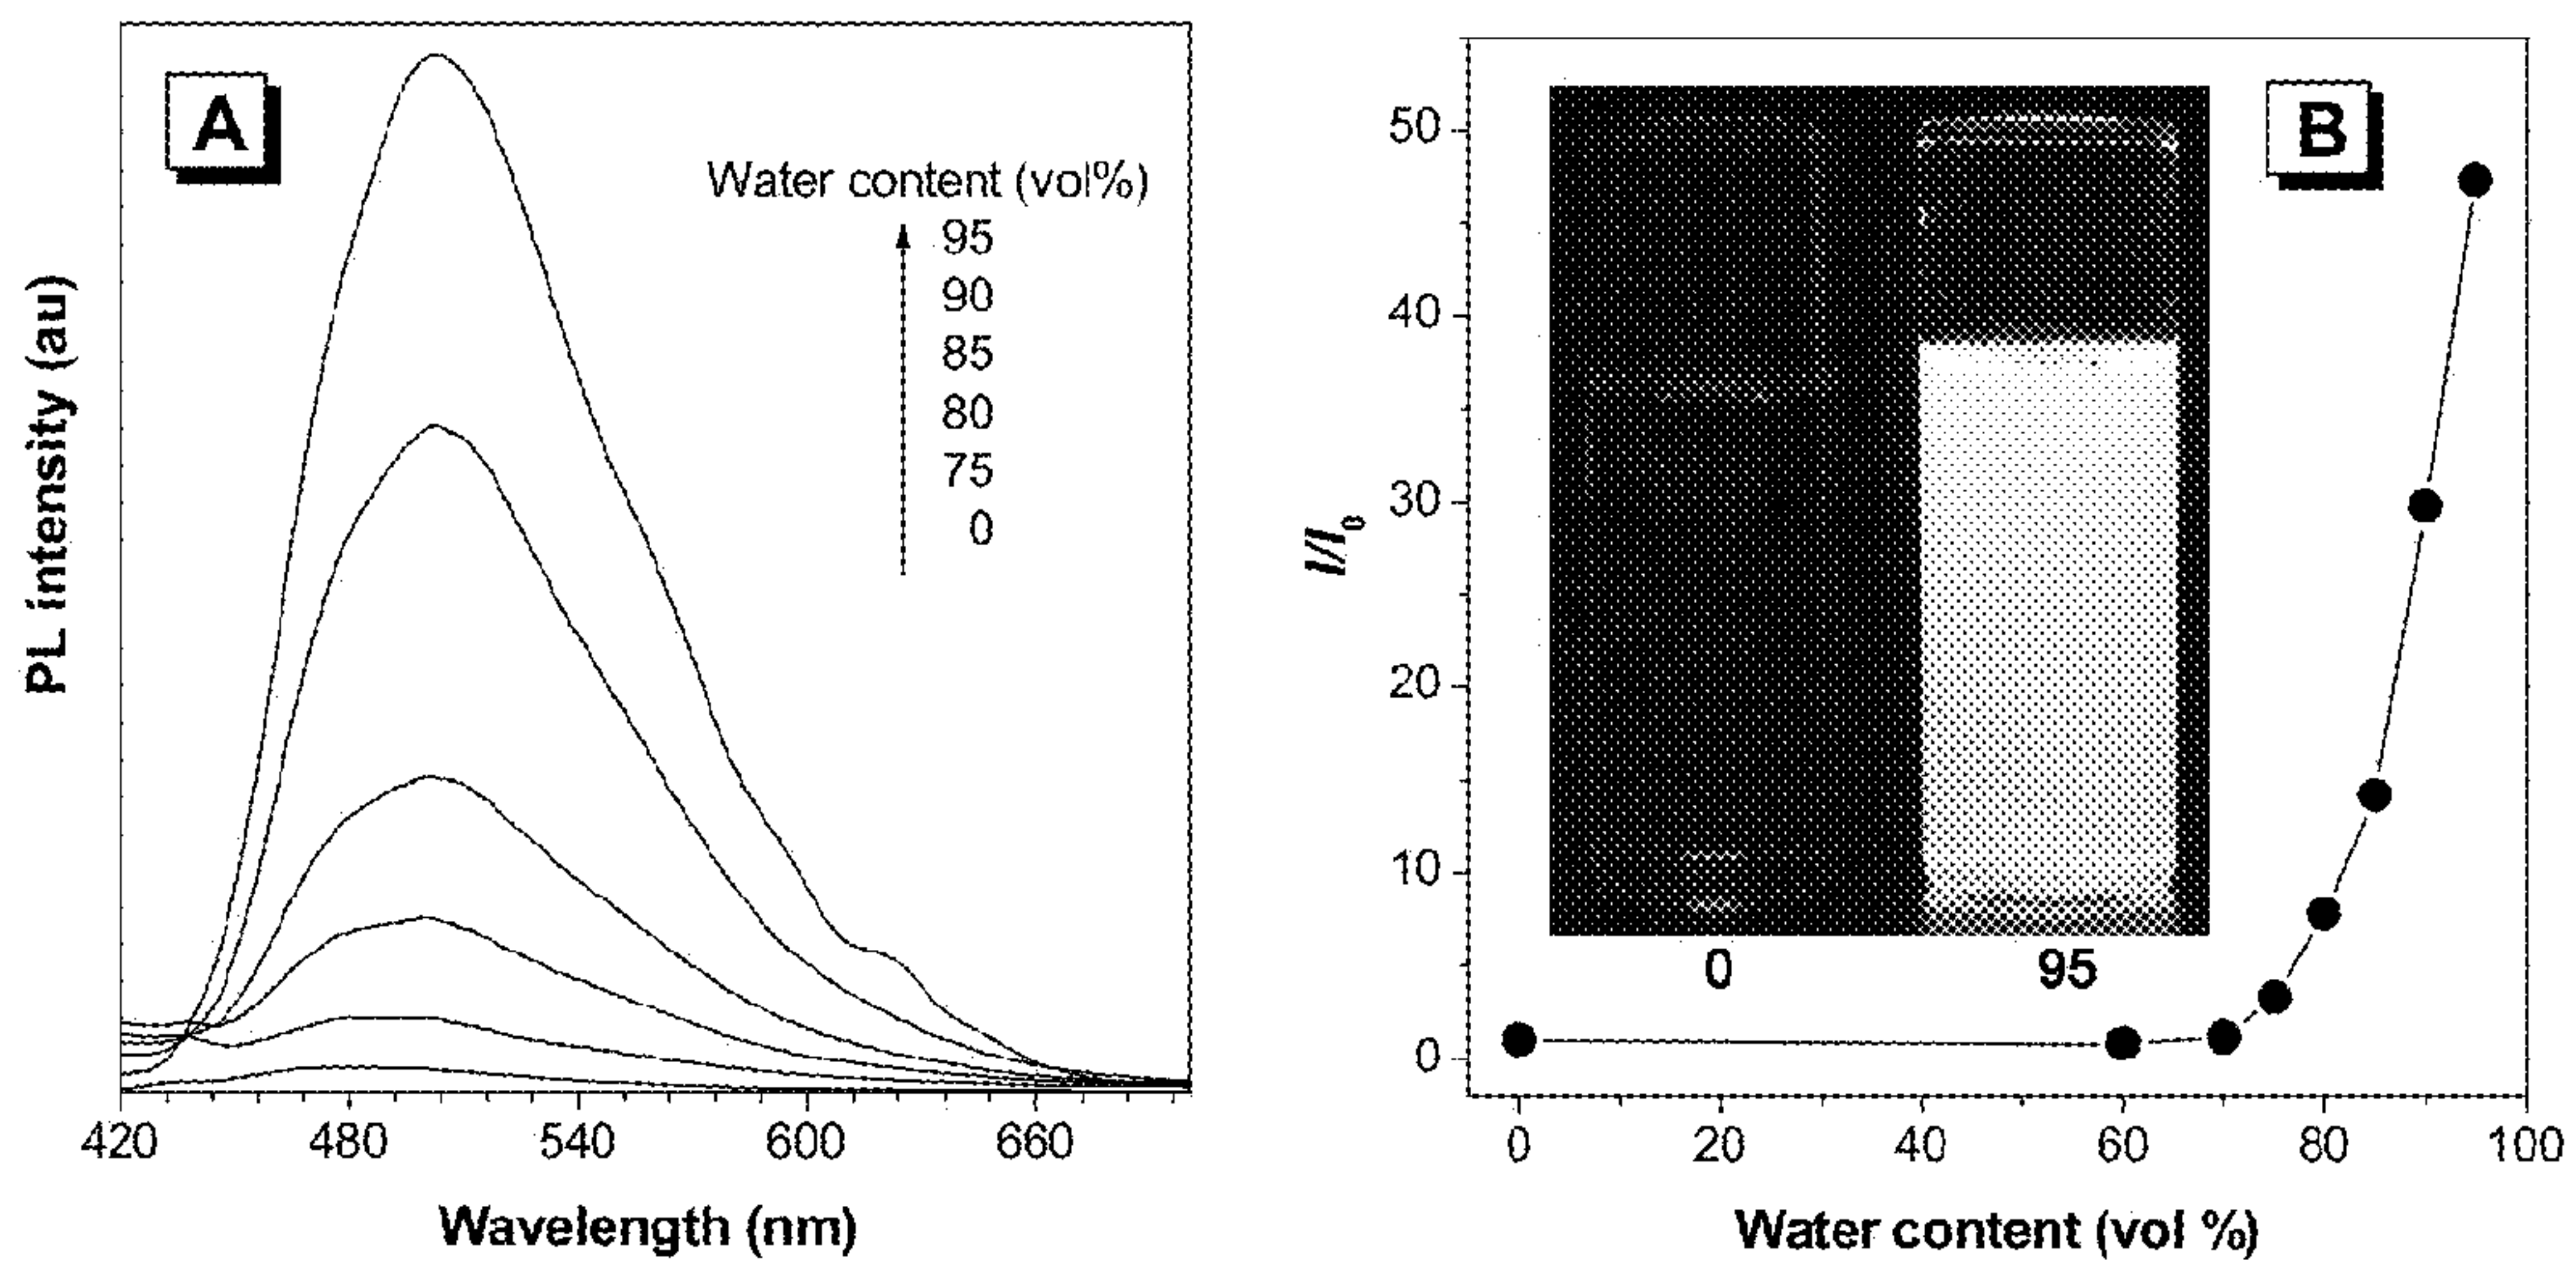 A
Water content (vol%)
95
90
85
80
75
0
PL intensity (au)
420 480 540 600 660
Wavelength (nm)
B
50
40
30
20
10
0
I/I0
0 95
0 20 40 60 80 100
Water content (vol %)